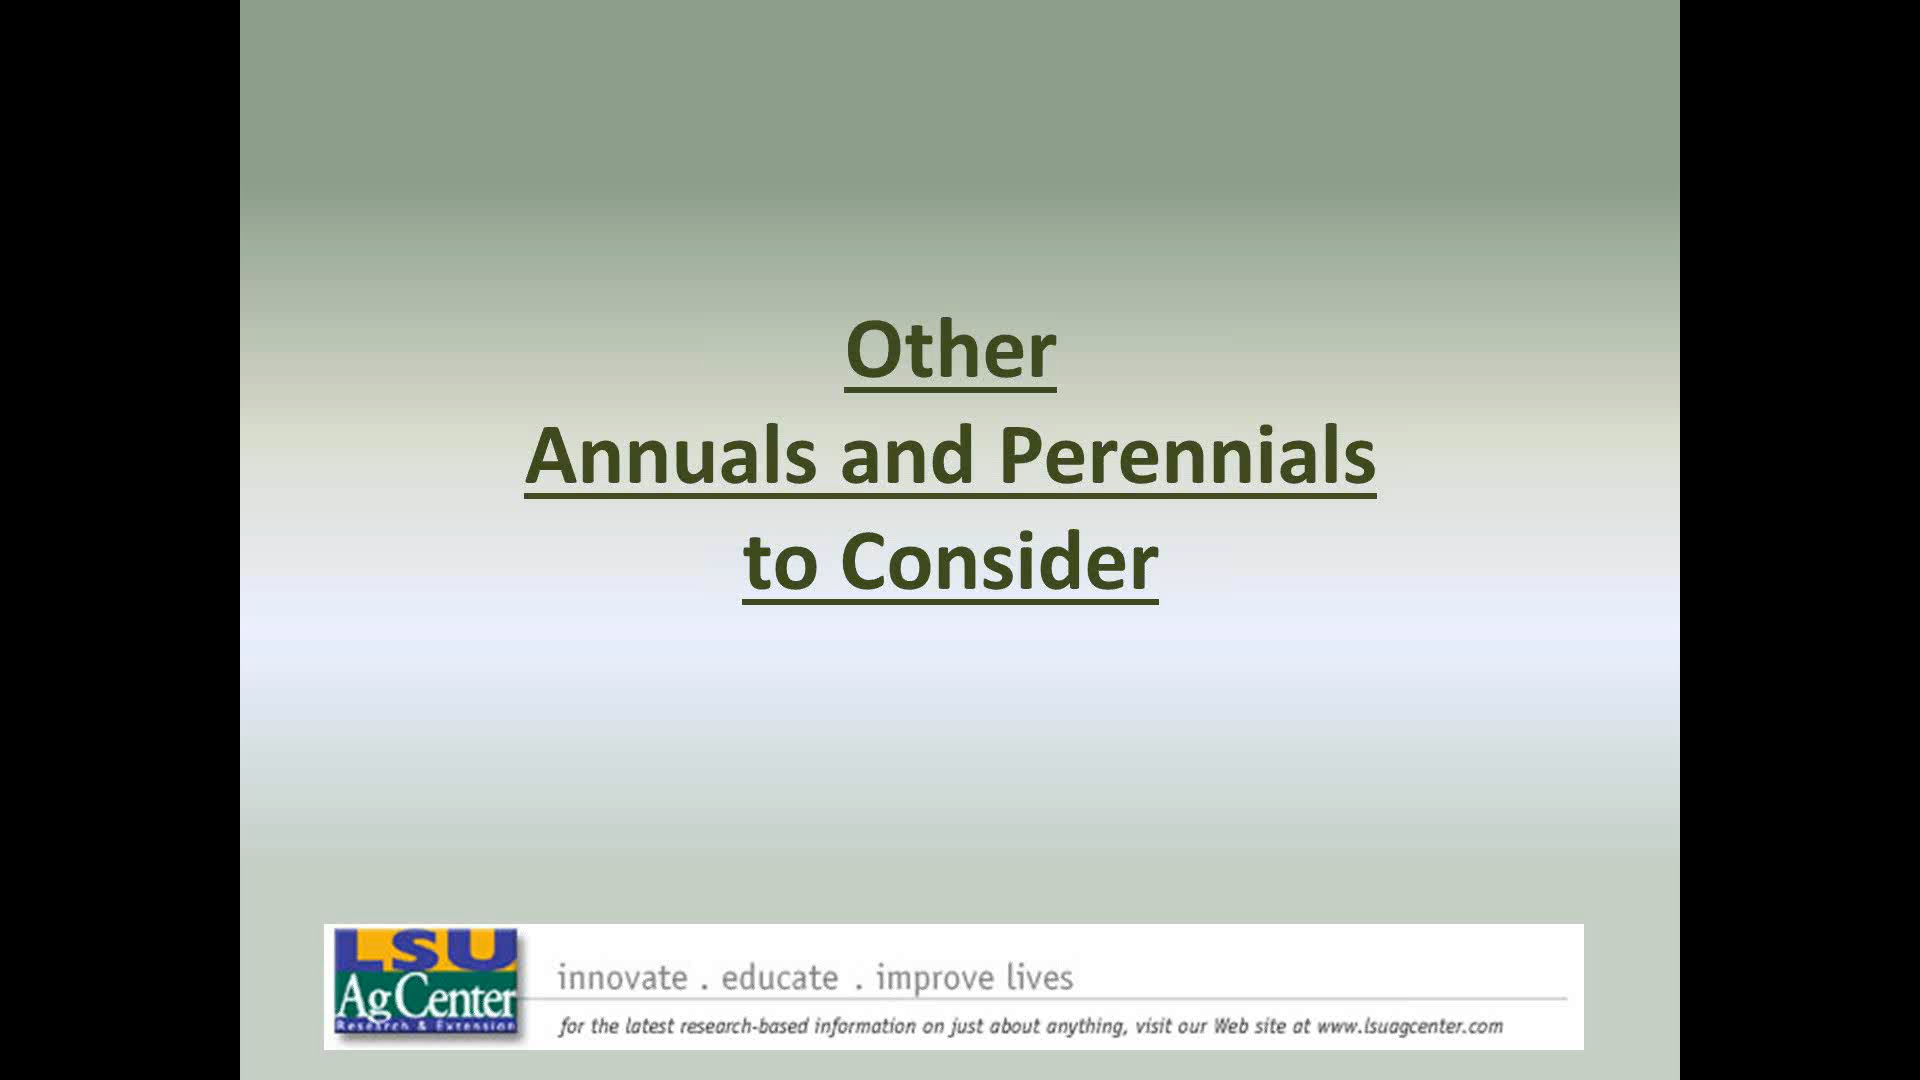 Other
Annuals and Perennials
to Consider
LSU
AgCenter
Research & Extension
innovate . educate . improve lives
for the latest research-based information on just about anything, visit our Web site at www.lsuagcenter.com